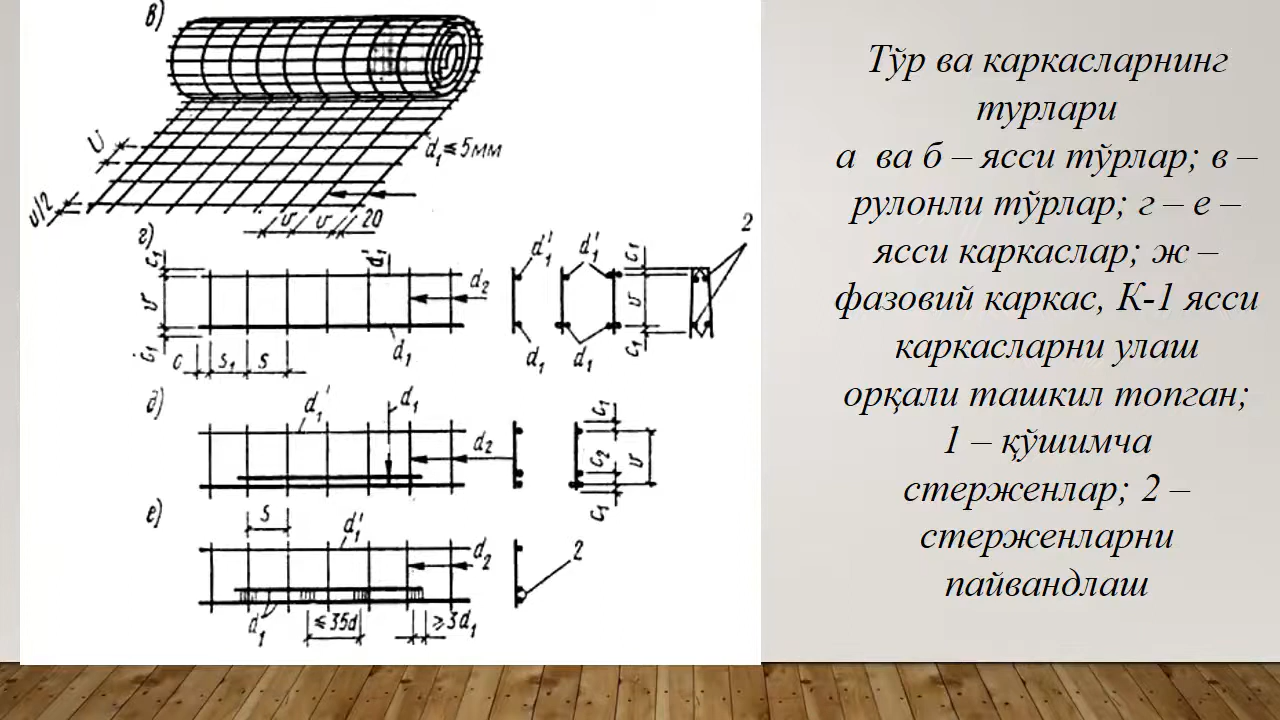 в)
d₁ ≤ 5мм
υ
υ/2
υ υ 20
г)
c₁
υ
c₁
d₁'
d₂
d₁
c s₁ s
d₁' d₁'
d₁ d₁
c₁
υ
c₁
2
д)
d₁'
d₁
d₂
c₁
c₂
υ
c₁
е)
s
d₁'
d₂
2
d₁
≤ 35d
≥ 3d₁
Тўр ва каркасларнинг
турлари
а ва б – ясси тўрлар; в –
рулонли тўрлар; г – е –
ясси каркаслар; ж –
фазовий каркас, К-1 ясси
каркасларни улаш
орқали ташкил топган;
1 – қўшимча
стерженлар; 2 –
стерженларни
пайвандлаш